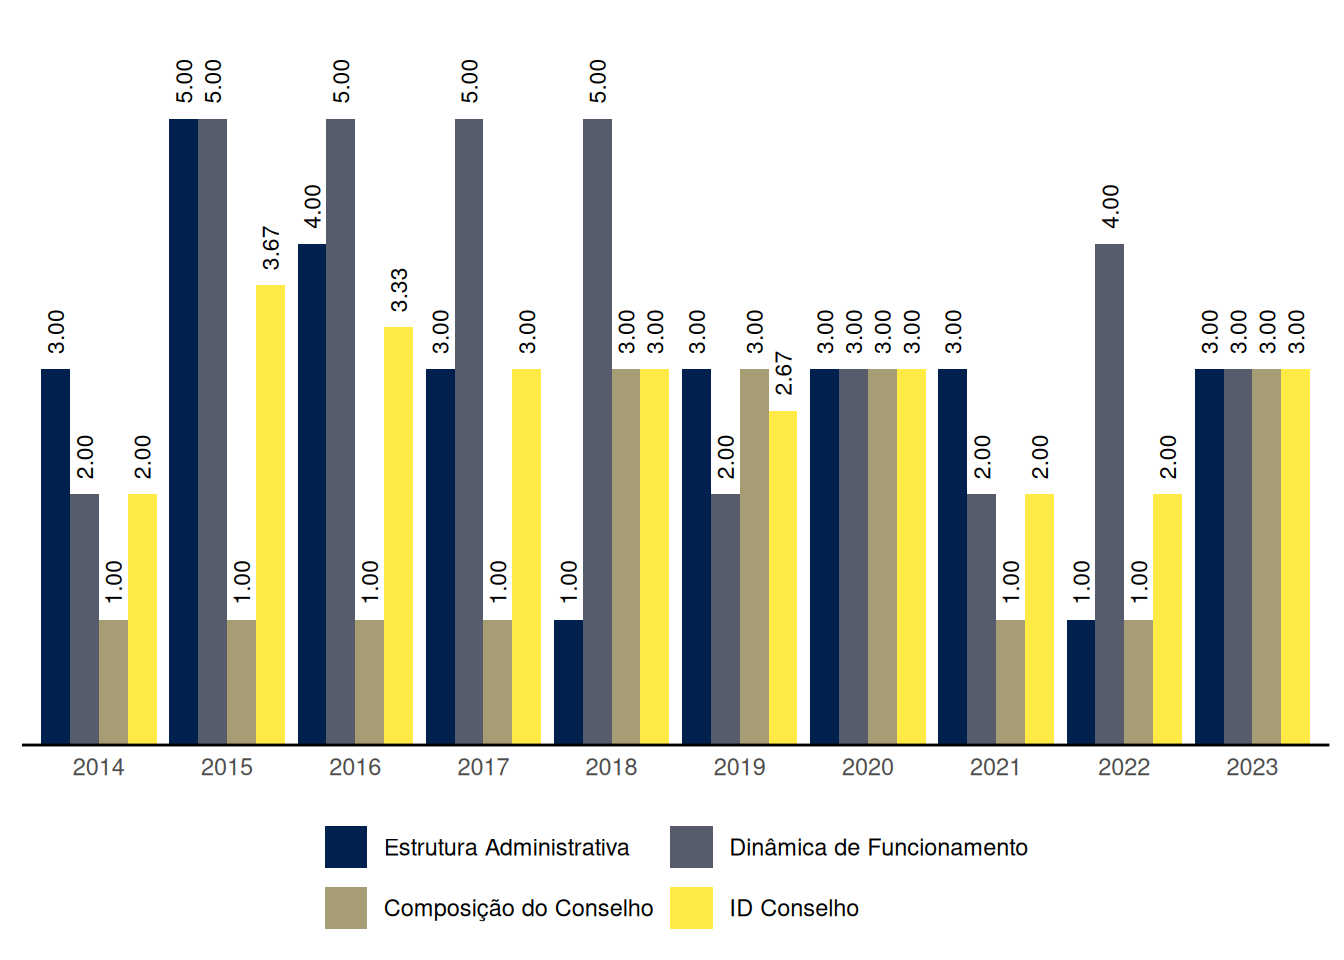 5.00 5.00 5.00 5.00 5.00
4.00 4.00
3.67
3.33
3.00 3.00 3.00 3.00 3.00 3.00 3.00 3.00 3.00 3.00 3.00 3.00 3.00 3.00 3.00 3.00
2.67
2.00 2.00 2.00 2.00 2.00 2.00
1.00 1.00 1.00 1.00 1.00 1.00 1.00 1.00
2014 2015 2016 2017 2018 2019 2020 2021 2022 2023
Estrutura Administrativa Dinâmica de Funcionamento
Composição do Conselho ID Conselho